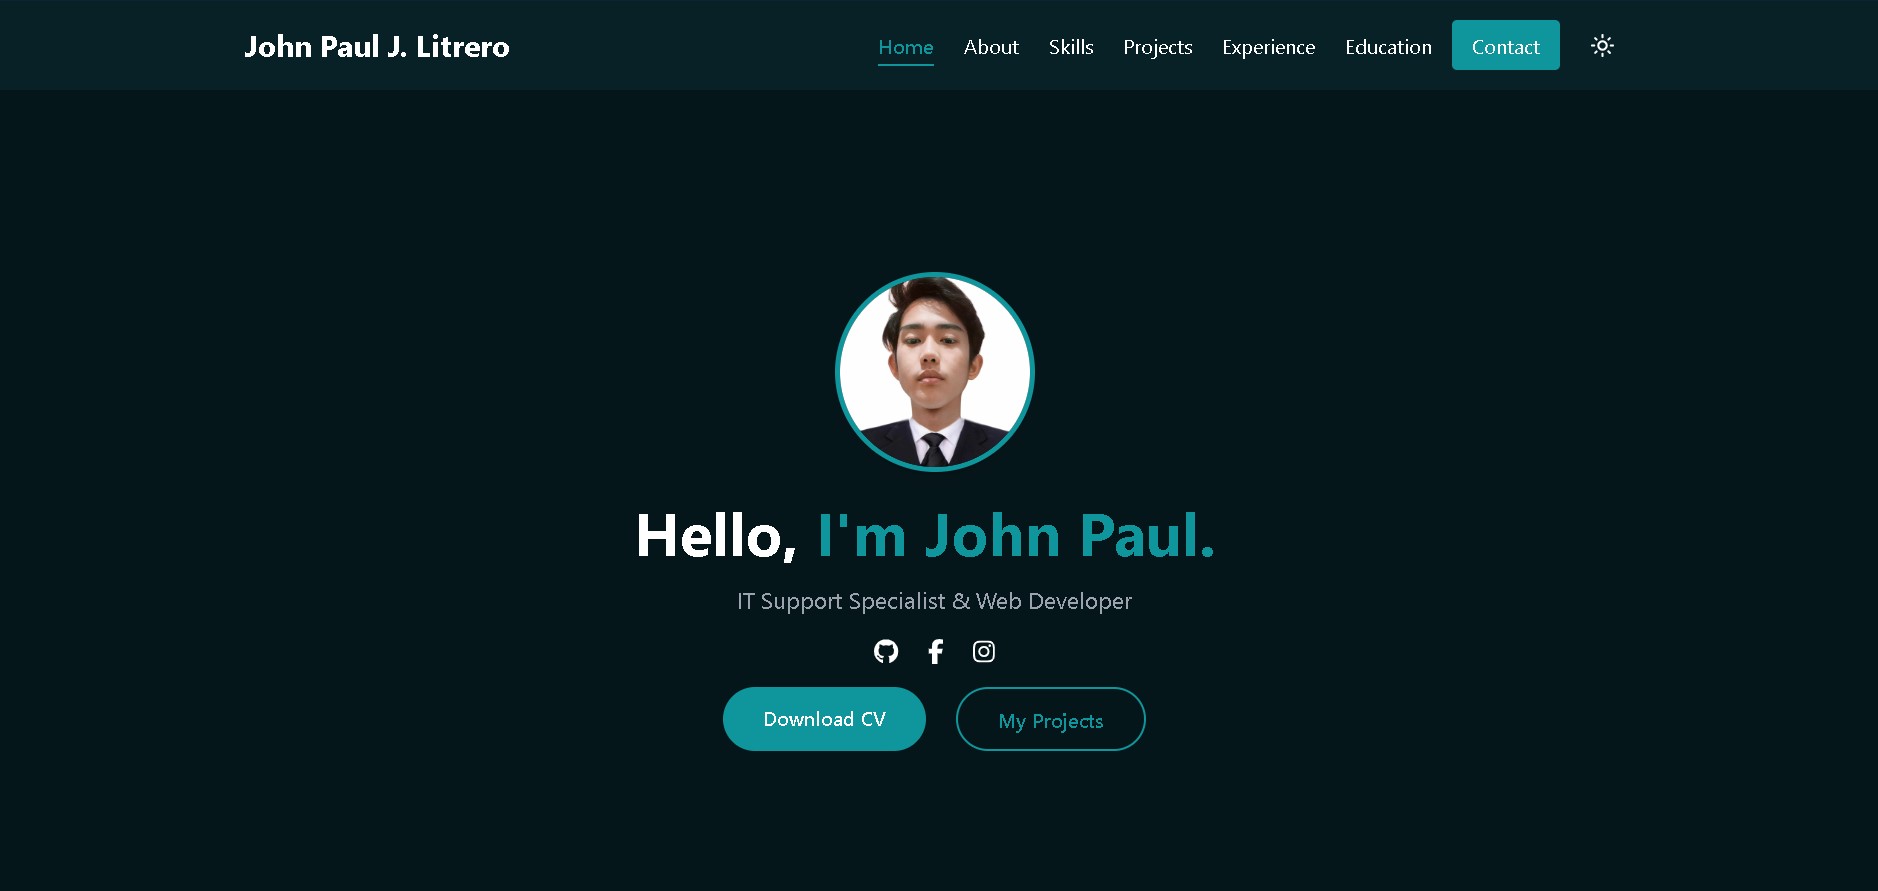 John Paul J. Litrero
Home About Skills Projects Experience Education Contact
Hello, I'm John Paul.
IT Support Specialist & Web Developer
Download CV My Projects